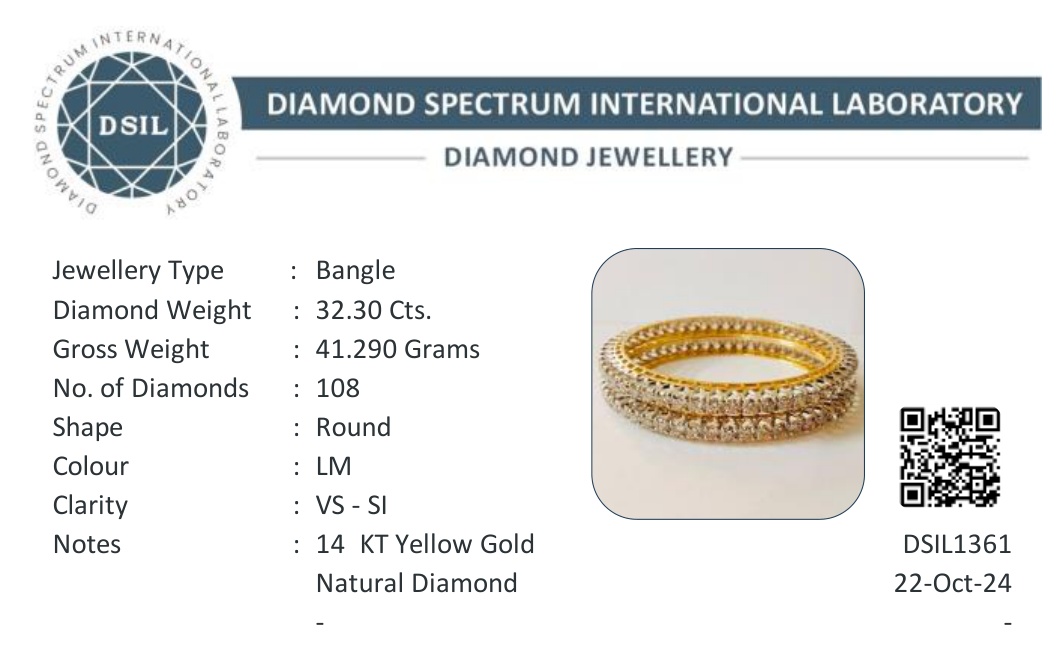 DIAMOND SPECTRUM INTERNATIONAL LABORATORY
DSIL
DIAMOND SPECTRUM INTERNATIONAL LABORATORY
DIAMOND JEWELLERY
Jewellery Type : Bangle
Diamond Weight : 32.30 Cts.
Gross Weight : 41.290 Grams
No. of Diamonds : 108
Shape : Round
Colour : LM
Clarity : VS - SI
Notes : 14 KT Yellow Gold
Natural Diamond
-
DSIL1361
22-Oct-24
-